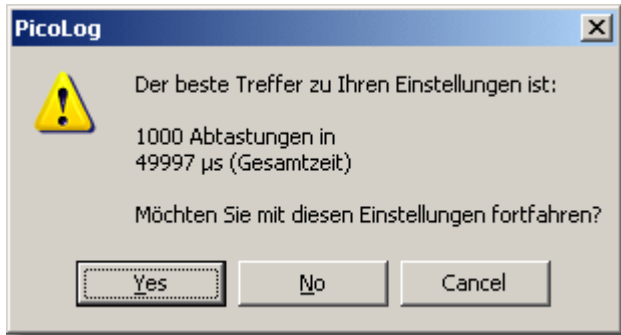 PicoLog
Der beste Treffer zu Ihren Einstellungen ist:
1000 Abtastungen in
49997 µs (Gesamtzeit)
Möchten Sie mit diesen Einstellungen fortfahren?
Yes No Cancel